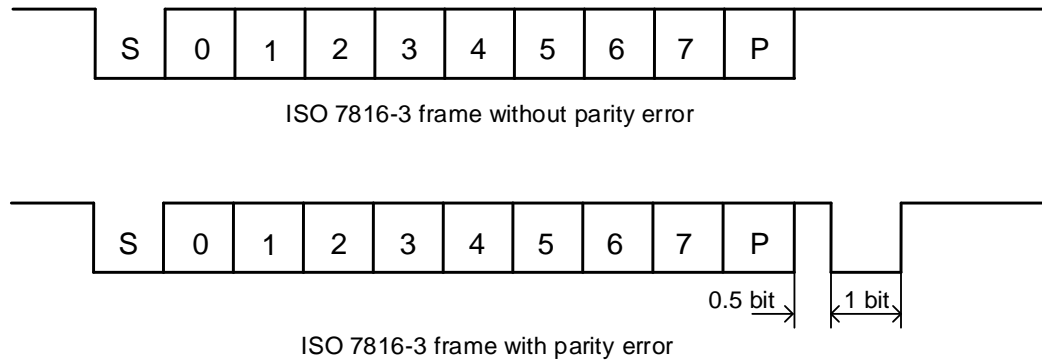 S 0 1 2 3 4 5 6 7 P
ISO 7816-3 frame without parity error
S 0 1 2 3 4 5 6 7 P
0.5 bit 1 bit
ISO 7816-3 frame with parity error